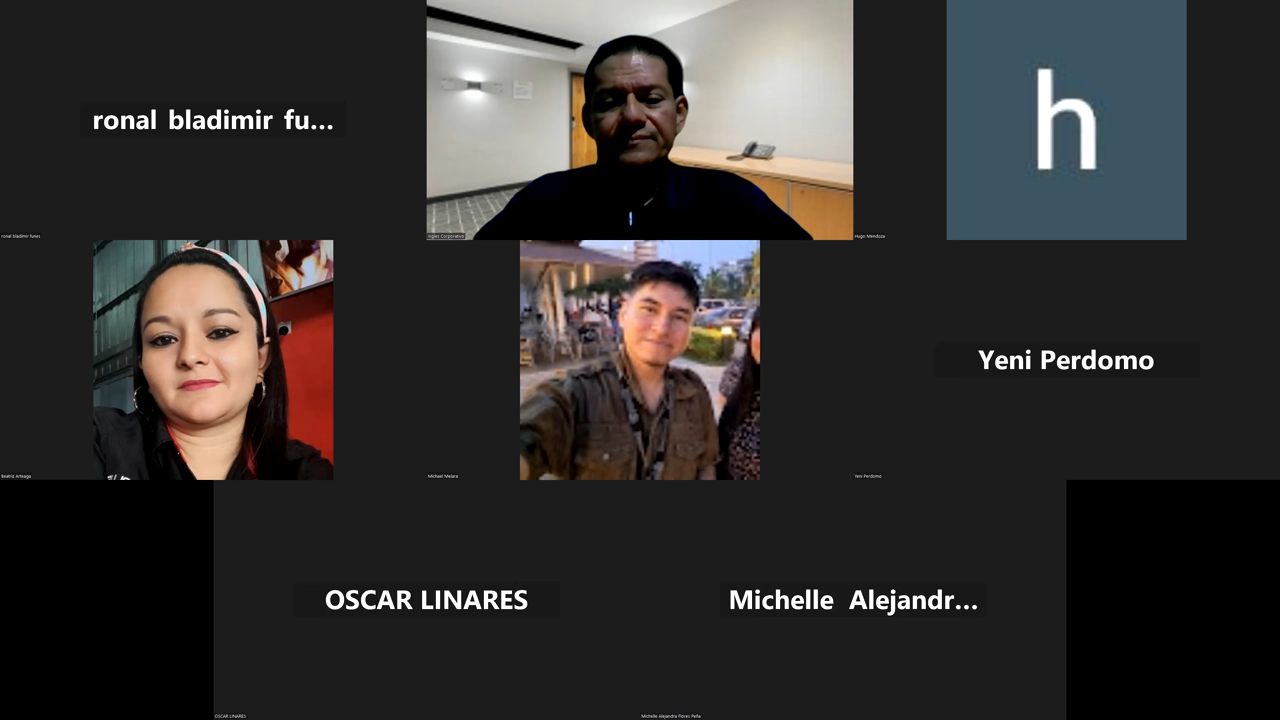 ronal bladimir fu...
ronal bladimir funes
Ingles Corporativo
h
Hugo Mendoza
Beatriz Arteaga
Michael Melara
Yeni Perdomo
Yeni Perdomo
OSCAR LINARES
OSCAR LINARES
Michelle Alejandr...
Michelle Alejandra Flores Peña